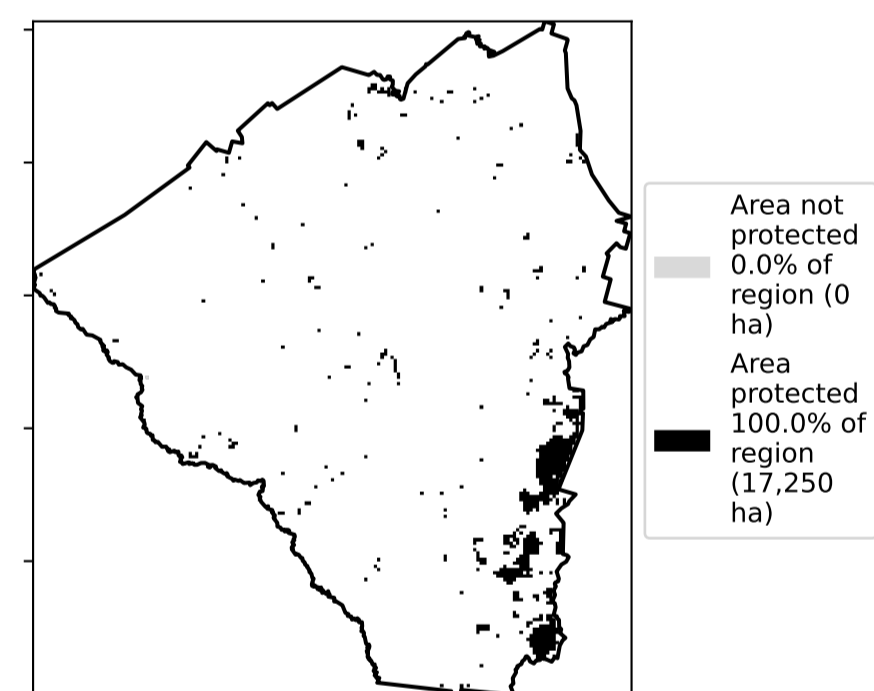 Area not
protected
0.0% of
region (0
ha)
Area
protected
100.0% of
region
(17,250
ha)